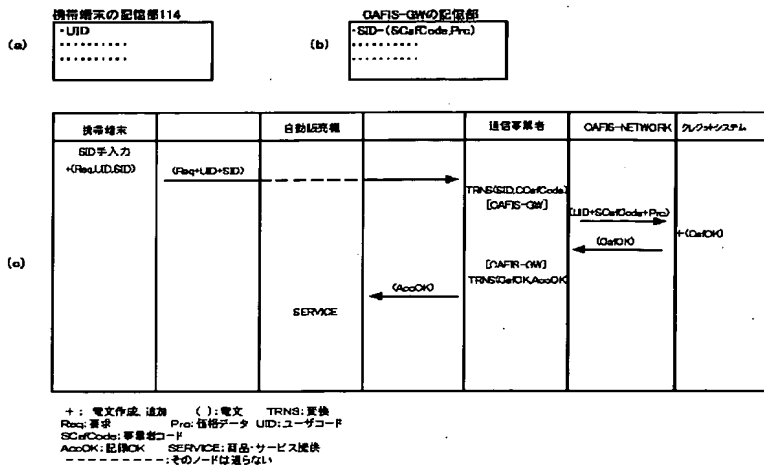 携帯端末の記憶部114
CAFIS-GWの記憶部
(a)
・UID
(b)
・SID-(SCafCode,Prc)
携帯端末
自動販売機
通信事業者
CAFIS-NETWORK
クレジットシステム
SID手入力
+(Req,UID,SID)
(Req+UID+SID)
TRNS(SID,CCafCode)
[CAFIS-GW]
(UID+SCafCode+Prc)
(CafOK)
+(CafOK)
(c)
[CAFIS-GW]
TRNS(CafOK,AccOK)
(AccOK)
SERVICE
+： 電文作成、追加 （ ）：電文 TRNS：変換
Req：要求 Prc：価格データ UID：ユーザコード
SCafCode：事業者コード
AccOK：記録OK SERVICE：商品・サービス提供
----------：そのノードは通らない